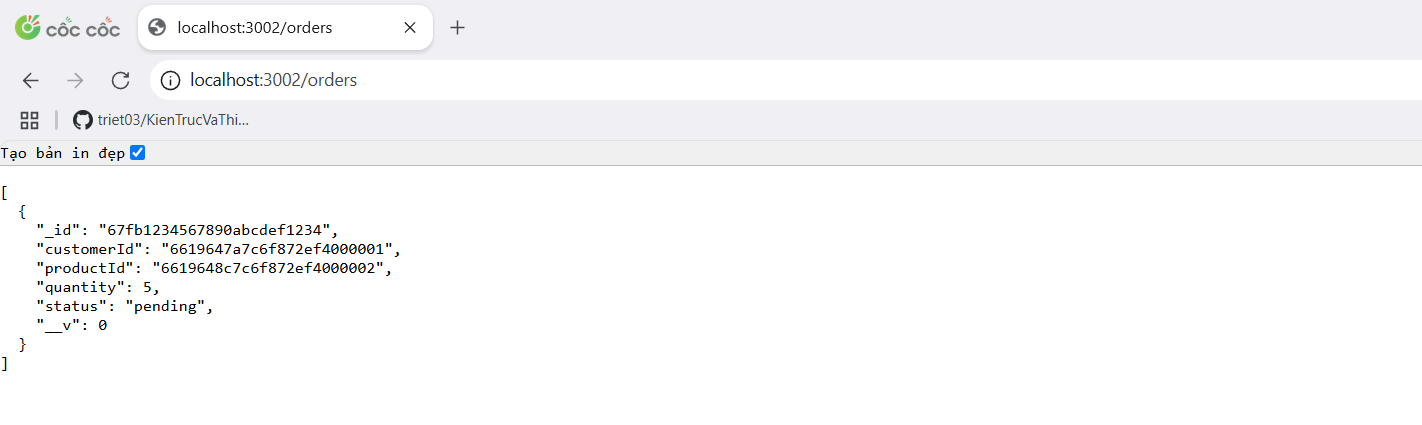 cốc cốc
localhost:3002/orders
localhost:3002/orders
triet03/KienTrucVaThi...
Tạo bản in đẹp
[
  {
    "_id": "67fb1234567890abcdef1234",
    "customerId": "6619647a7c6f872ef4000001",
    "productId": "6619648c7c6f872ef4000002",
    "quantity": 5,
    "status": "pending",
    "__v": 0
  }
]